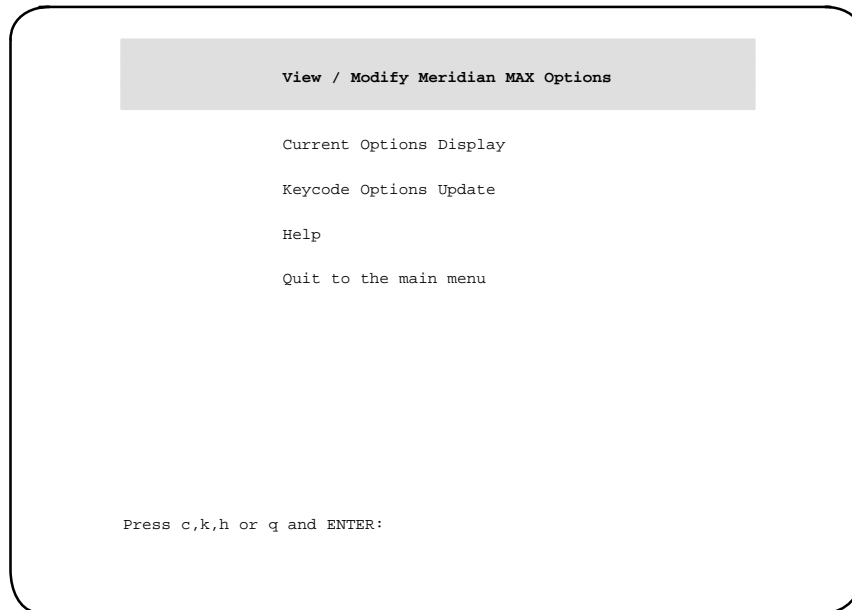 View / Modify Meridian MAX Options
Current Options Display
Keycode Options Update
Help
Quit to the main menu
Press c,k,h or q and ENTER: